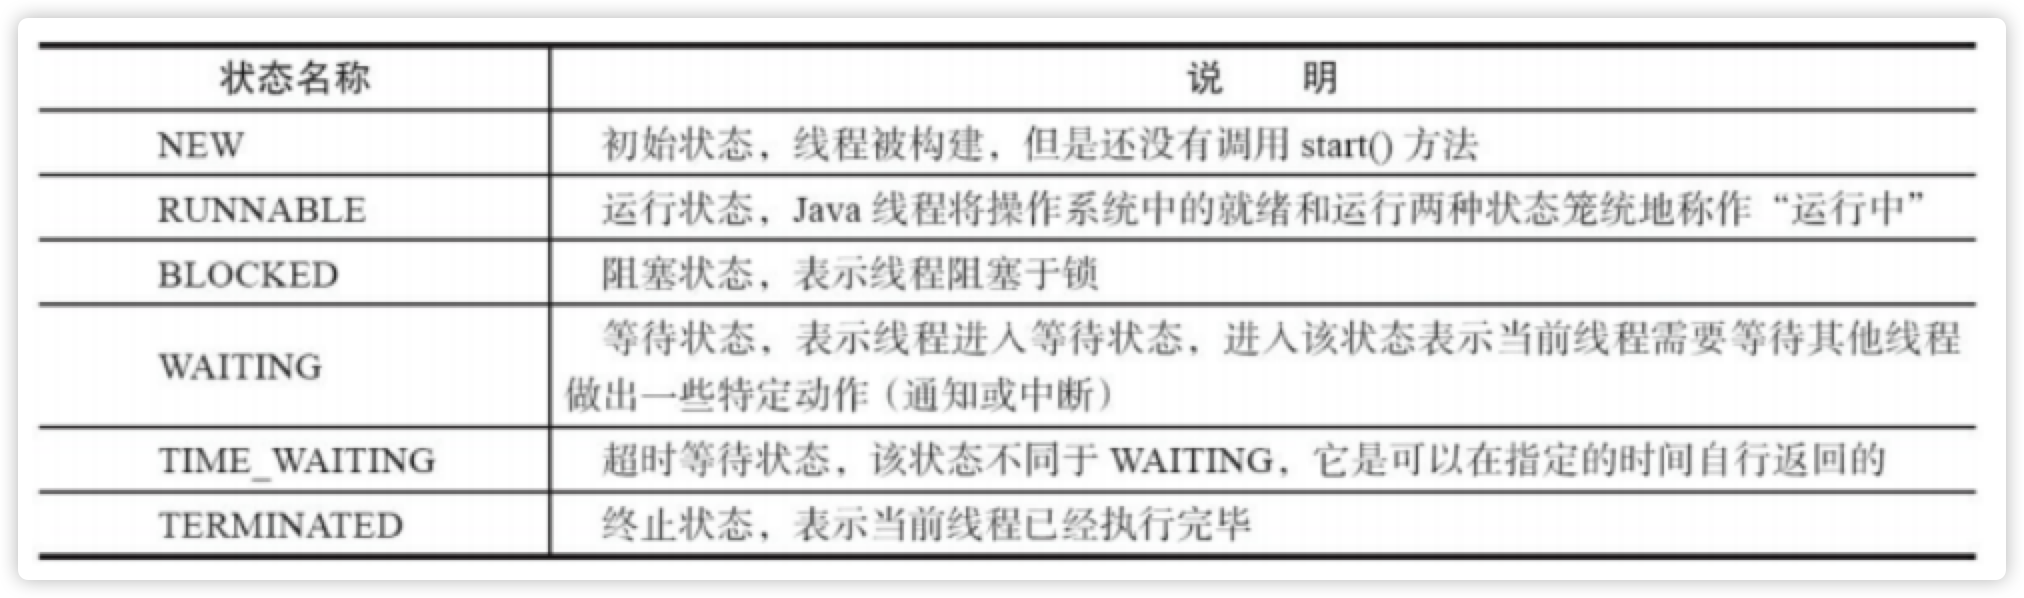 状态名称 说 明
NEW 初始状态，线程被构建，但是还没有调用 start() 方法
RUNNABLE 运行状态，Java 线程将操作系统中的就绪和运行两种状态笼统地称作“运行中”
BLOCKED 阻塞状态，表示线程阻塞于锁
WAITING 等待状态，表示线程进入等待状态，进入该状态表示当前线程需要等待其他线程
做出一些特定动作（通知或中断）
TIME_WAITING 超时等待状态，该状态不同于 WAITING，它是可以在指定的时间自行返回的
TERMINATED 终止状态，表示当前线程已经执行完毕